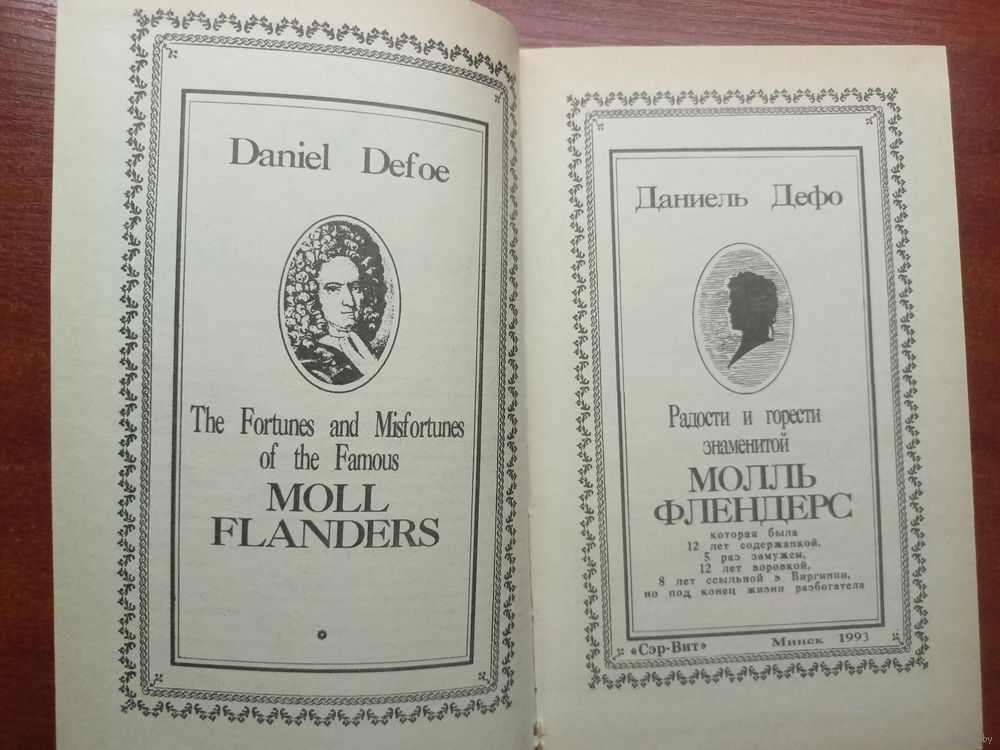 Daniel Defoe
The Fortunes and Misfortunes
of the Famous
MOLL
FLANDERS
Даниель Дефо
Радости и горести
знаменитой
МОЛЛЬ
ФЛЕНДЕРС
которая была
12 лет содержанкой,
5 раз замужем,
12 лет воровкой,
8 лет ссыльной в Виргинии,
но под конец жизни разбогатела
«Сэр-Вит» Минск 1993